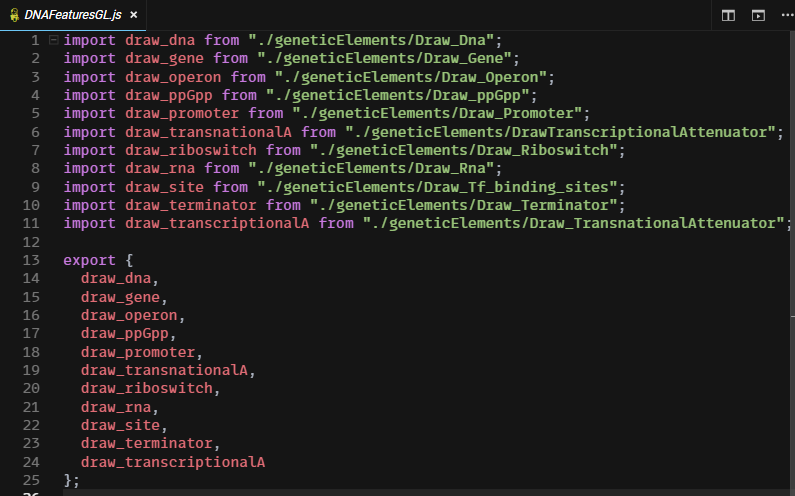 DNAFeaturesGL.js ×
1 import draw_dna from "./geneticElements/Draw_Dna";
2 import draw_gene from "./geneticElements/Draw_Gene";
3 import draw_operon from "./geneticElements/Draw_Operon";
4 import draw_ppGpp from "./geneticElements/Draw_ppGpp";
5 import draw_promoter from "./geneticElements/Draw_Promoter";
6 import draw_transnationalA from "./geneticElements/DrawTranscriptionalAttenuator";
7 import draw_riboswitch from "./geneticElements/Draw_Riboswitch";
8 import draw_rna from "./geneticElements/Draw_Rna";
9 import draw_site from "./geneticElements/Draw_Tf_binding_sites";
10 import draw_terminator from "./geneticElements/Draw_Terminator";
11 import draw_transcriptionalA from "./geneticElements/Draw_TransnationalAttenuator";
12
13 export {
14 draw_dna,
15 draw_gene,
16 draw_operon,
17 draw_ppGpp,
18 draw_promoter,
19 draw_transnationalA,
20 draw_riboswitch,
21 draw_rna,
22 draw_site,
23 draw_terminator,
24 draw_transcriptionalA
25 };
26